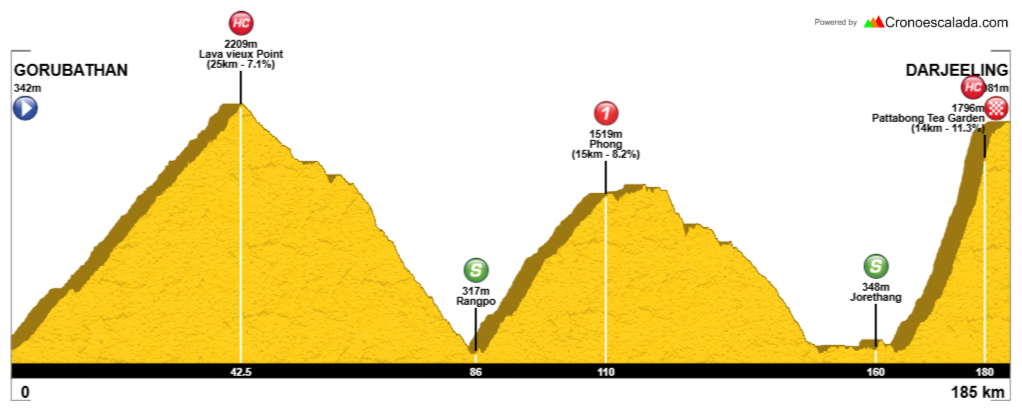 Powered by Cronoescalada.com
HC
2209m
Lava vieux Point
(25km - 7.1%)
GORUBATHAN
342m
DARJEELING
HC
1796m
Pattabong Tea Garden
(14km - 11.3%)
1
1519m
Phong
(15km - 8.2%)
S
317m
Rangpo
S
348m
Jorethang
42.5 86 110 160 180
0 185 km